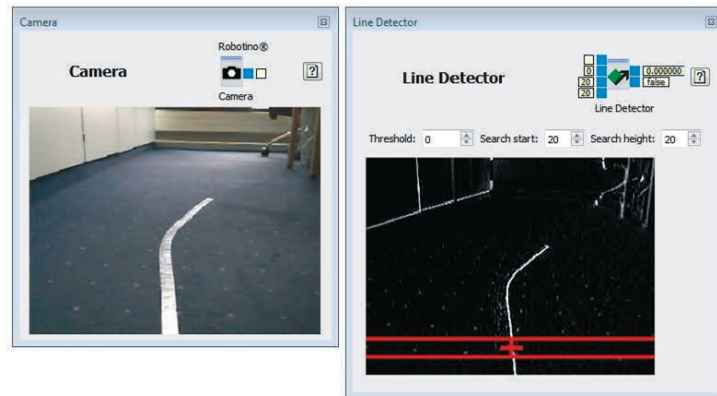 Camera
Camera
Robotino®
Camera
Line Detector
Line Detector
0
20
20
0.000000
false
Line Detector
Threshold: 0 Search start: 20 Search height: 20